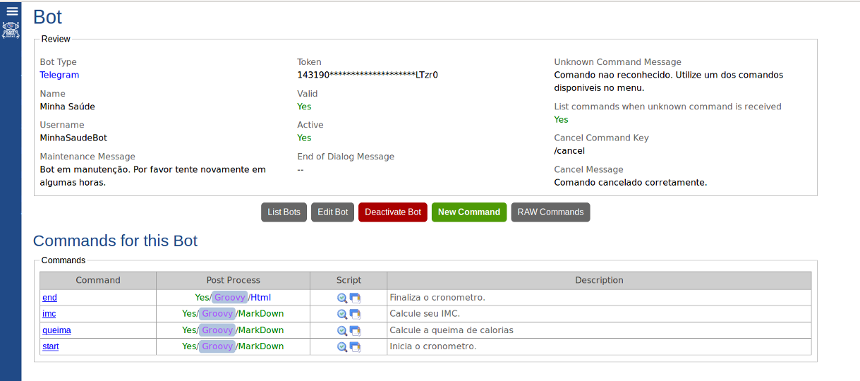 Bot
Review
Bot Type
Telegram
Name
Minha Saúde
Username
MinhaSaudeBot
Maintenance Message
Bot em manutenção. Por favor tente novamente em
algumas horas.
Token
143190********************LTzr0
Valid
Yes
Active
Yes
End of Dialog Message
--
Unknown Command Message
Comando nao reconhecido. Utilize um dos comandos
disponiveis no menu.
List commands when unknown command is received
Yes
Cancel Command Key
/cancel
Cancel Message
Comando cancelado corretamente.
List Bots Edit Bot Deactivate Bot New Command RAW Commands
Commands for this Bot
Commands
Command Post Process Script Description
end Yes/Groovy/Html Finaliza o cronometro.
imc Yes/Groovy/MarkDown Calcule seu IMC.
queima Yes/Groovy/MarkDown Calcule a queima de calorias
start Yes/Groovy/MarkDown Inicia o cronometro.